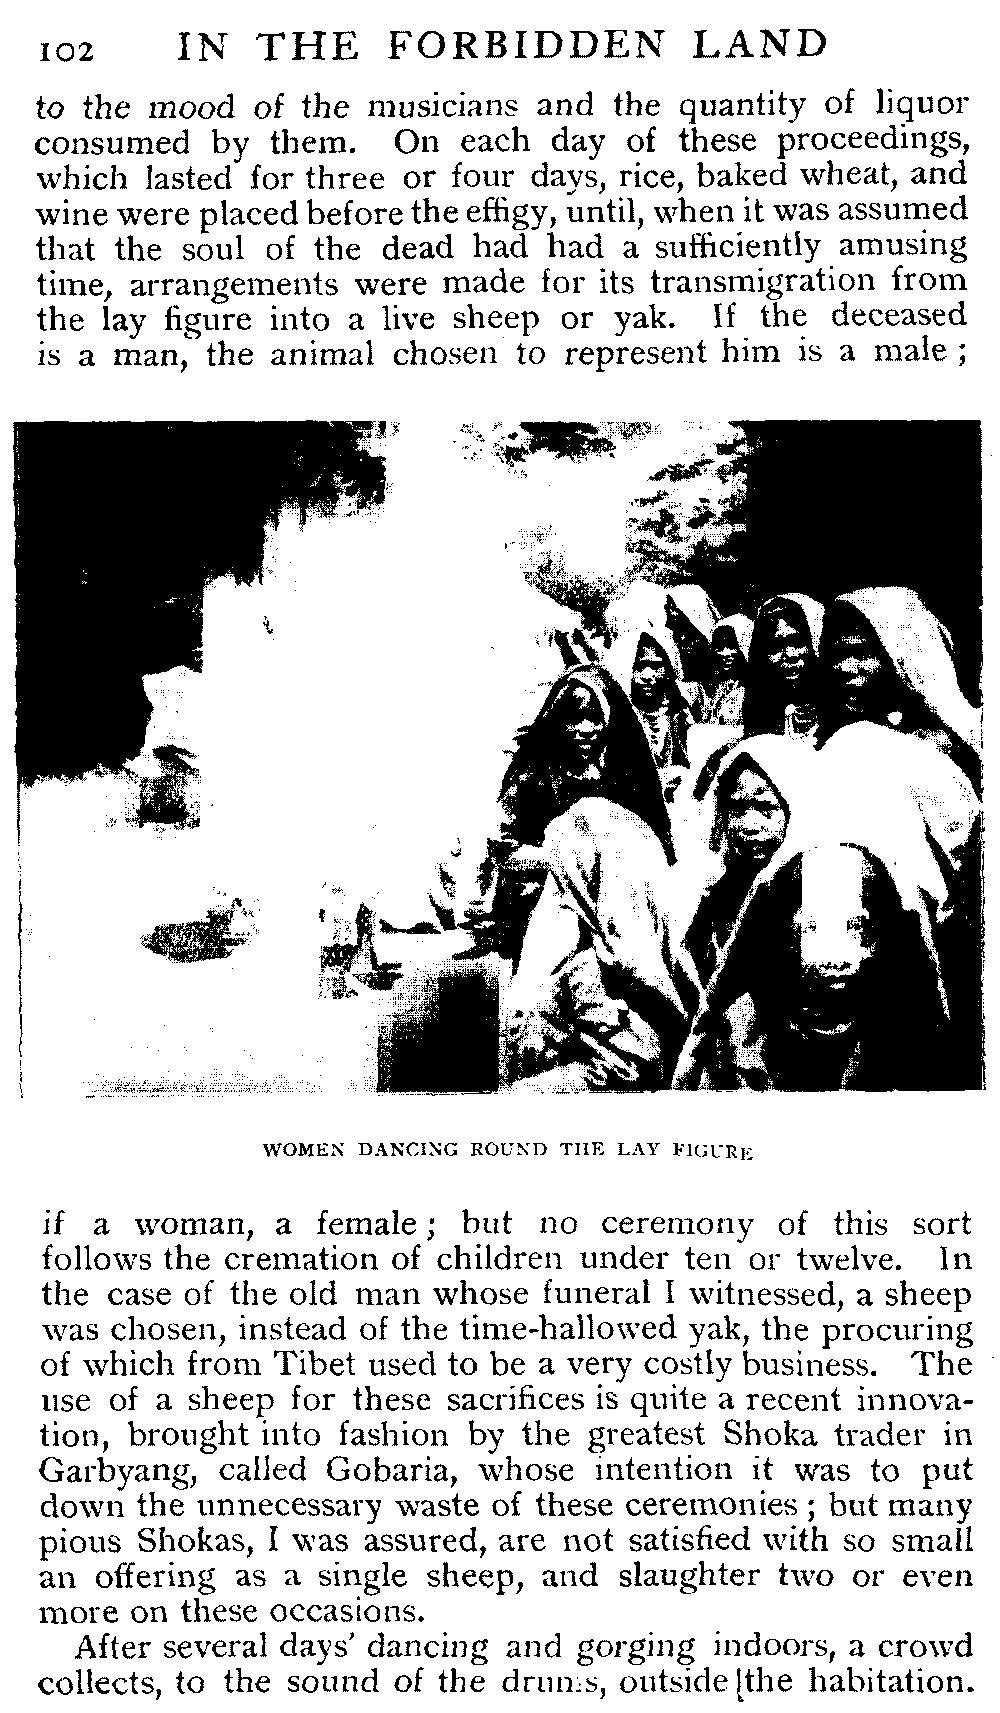 102 IN THE FORBIDDEN LAND
to the mood of the musicians and the quantity of liquor
consumed by them. On each day of these proceedings,
which lasted for three or four days, rice, baked wheat, and
wine were placed before the effigy, until, when it was assumed
that the soul of the dead had had a sufficiently amusing
time, arrangements were made for its transmigration from
the lay figure into a live sheep or yak. If the deceased
is a man, the animal chosen to represent him is a male ;
WOMEN DANCING ROUND THE LAY FIGURE
if a woman, a female ; but no ceremony of this sort
follows the cremation of children under ten or twelve. In
the case of the old man whose funeral I witnessed, a sheep
was chosen, instead of the time-hallowed yak, the procuring
of which from Tibet used to be a very costly business. The
use of a sheep for these sacrifices is quite a recent innova-
tion, brought into fashion by the greatest Shoka trader in
Garbyang, called Gobaria, whose intention it was to put
down the unnecessary waste of these ceremonies ; but many
pious Shokas, I was assured, are not satisfied with so small
an offering as a single sheep, and slaughter two or even
more on these occasions.
After several days' dancing and gorging indoors, a crowd
collects, to the sound of the drums, outside the habitation.